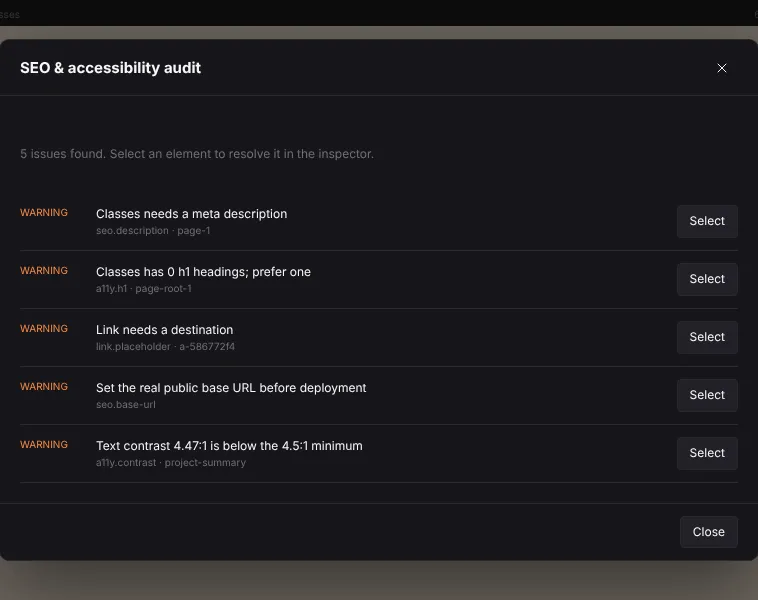 sses
SEO & accessibility audit
5 issues found. Select an element to resolve it in the inspector.
WARNING
Classes needs a meta description
seo.description · page-1
Select
WARNING
Classes has 0 h1 headings; prefer one
a11y.h1 · page-root-1
Select
WARNING
Link needs a destination
link.placeholder · a-586772f4
Select
WARNING
Set the real public base URL before deployment
seo.base-url
Select
WARNING
Text contrast 4.47:1 is below the 4.5:1 minimum
a11y.contrast · project-summary
Select
Close